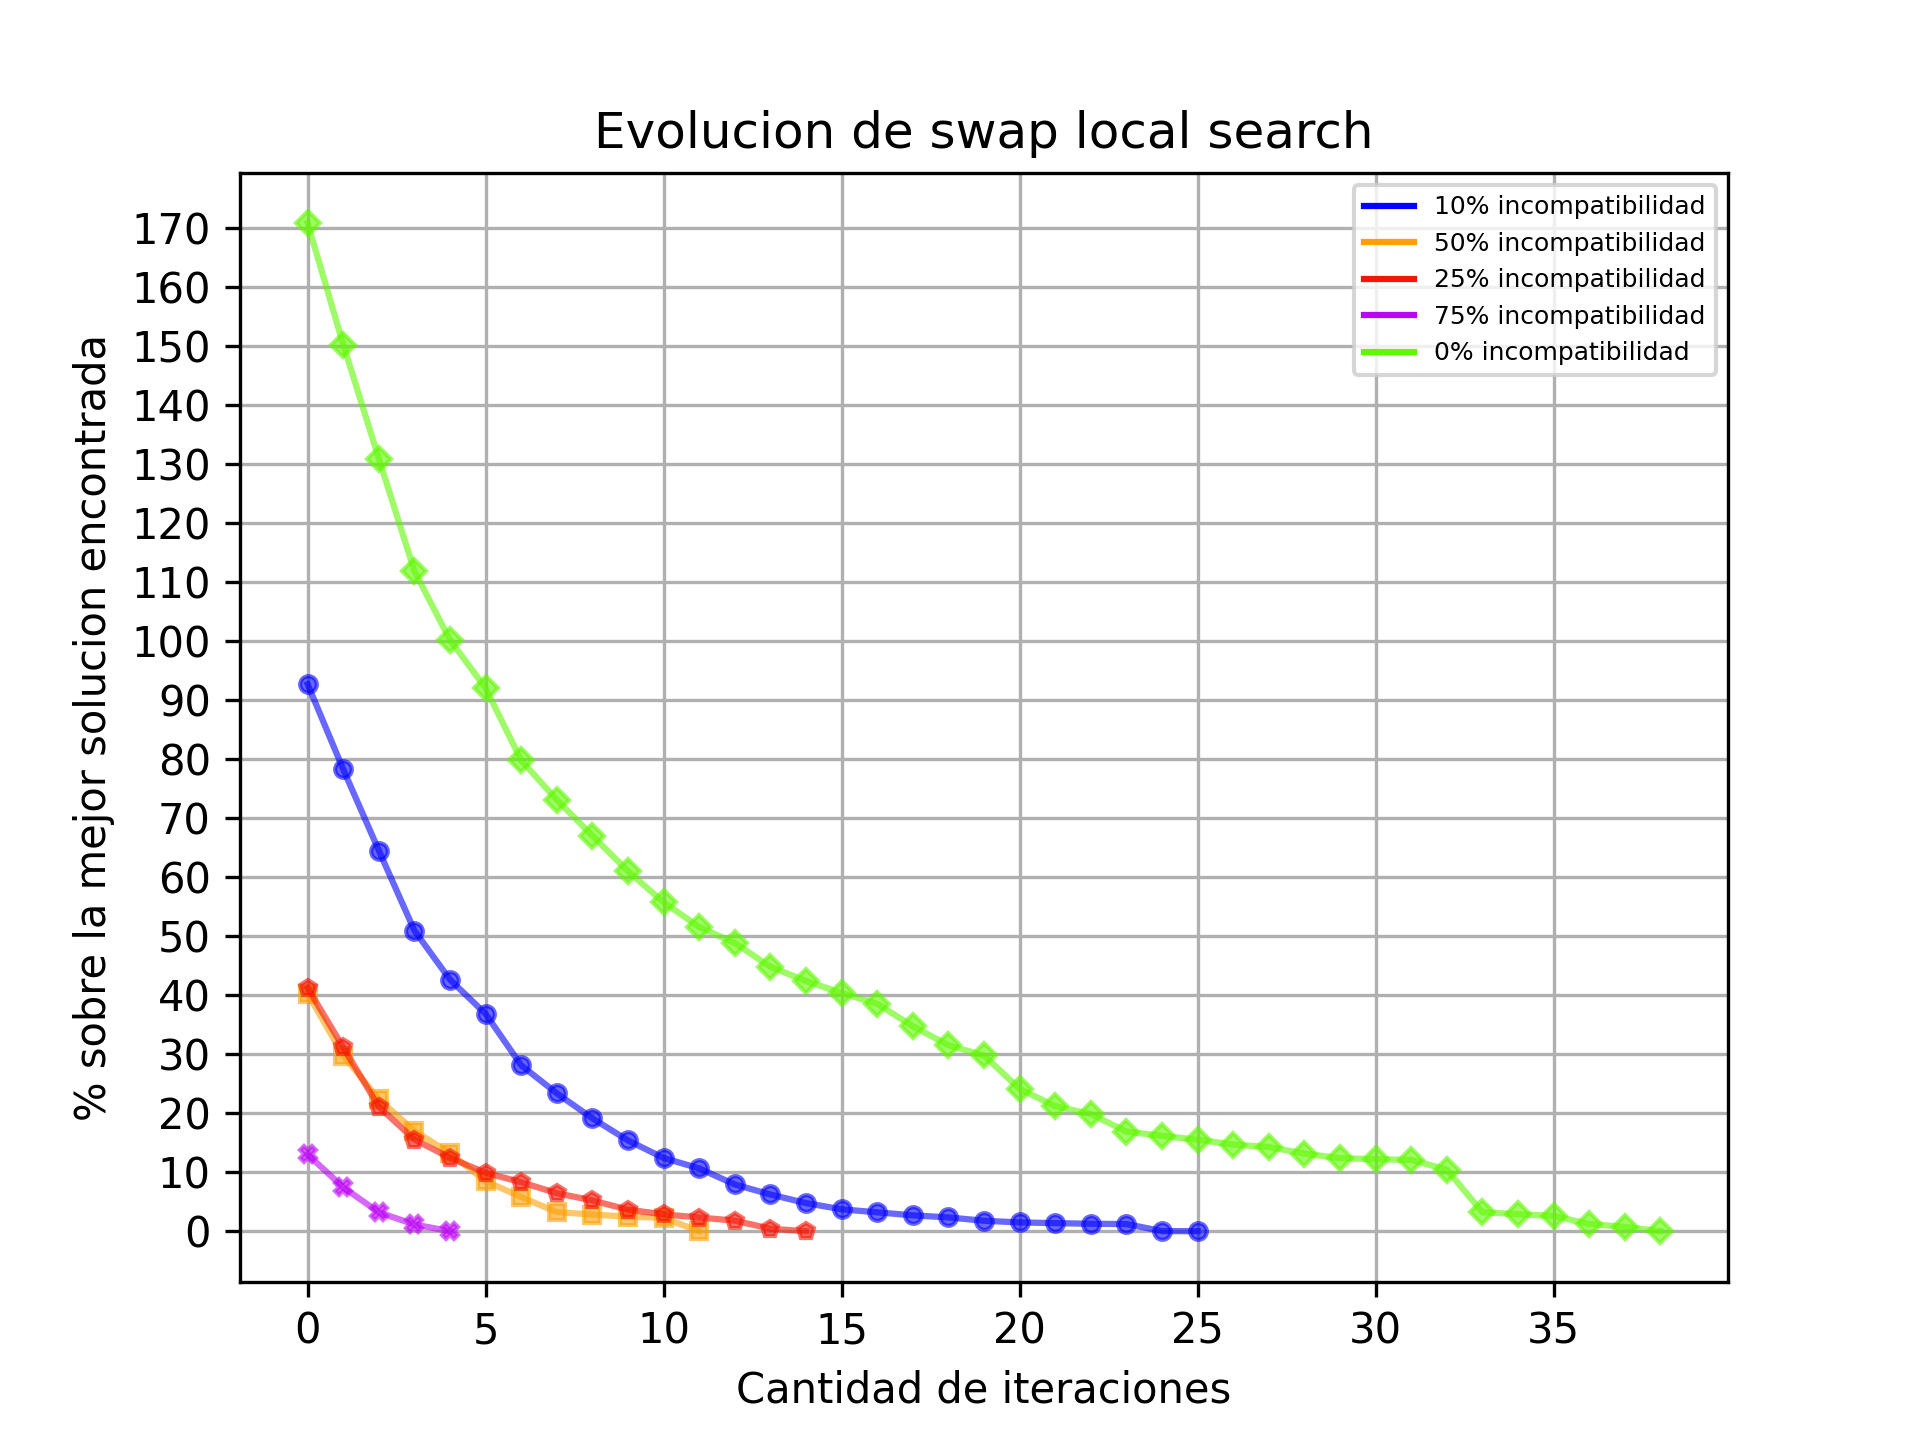 Evolucion de swap local search
% sobre la mejor solucion encontrada
170
160
150
140
130
120
110
100
90
80
70
60
50
40
30
20
10
0
10% incompatibilidad
50% incompatibilidad
25% incompatibilidad
75% incompatibilidad
0% incompatibilidad
0 5 10 15 20 25 30 35
Cantidad de iteraciones